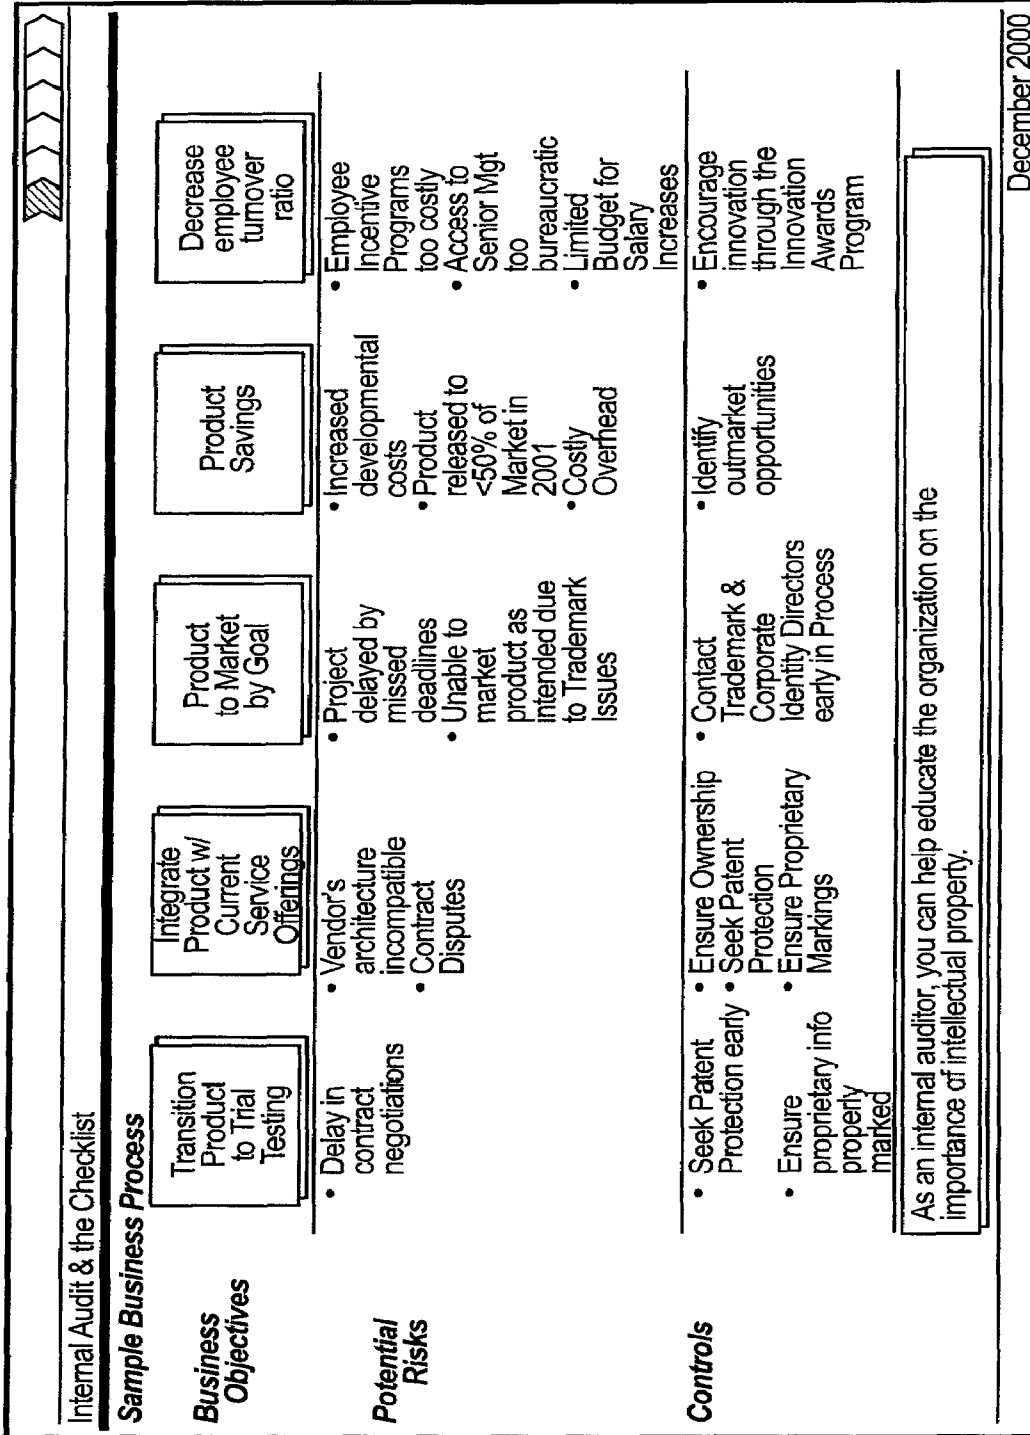 Internal Audit & the Checklist
Sample Business Process
Business
Objectives
Transition
Product
to Trial
Testing
Integrate
Product w/
Current
Service
Offerings
Product
to Market
by Goal
Product
Savings
Decrease
employee
turnover
ratio
Potential
Risks
• Delay in
contract
negotiations
• Vendor's
architecture
incompatible
• Contract
Disputes
• Project
delayed by
missed
deadlines
• Unable to
market
product as
intended due
to Trademark
Issues
• Increased
developmental
costs
• Product
released to
<50% of
Market in
2001
• Costly
Overhead
• Employee
Incentive
Programs
too costly
• Access to
Senior Mgt
too
bureaucratic
• Limited
Budget for
Salary
Increases
Controls
• Seek Patent
Protection early
• Ensure
proprietary info
properly
marked
• Ensure Ownership
• Seek Patent
Protection
• Ensure Proprietary
Markings
• Contact
Trademark &
Corporate
Identity Directors
early in Process
• Identify
outmarket
opportunities
• Encourage
innovation
through the
Innovation
Awards
Program
As an internal auditor, you can help educate the organization on the
importance of intellectual property.
December 2000